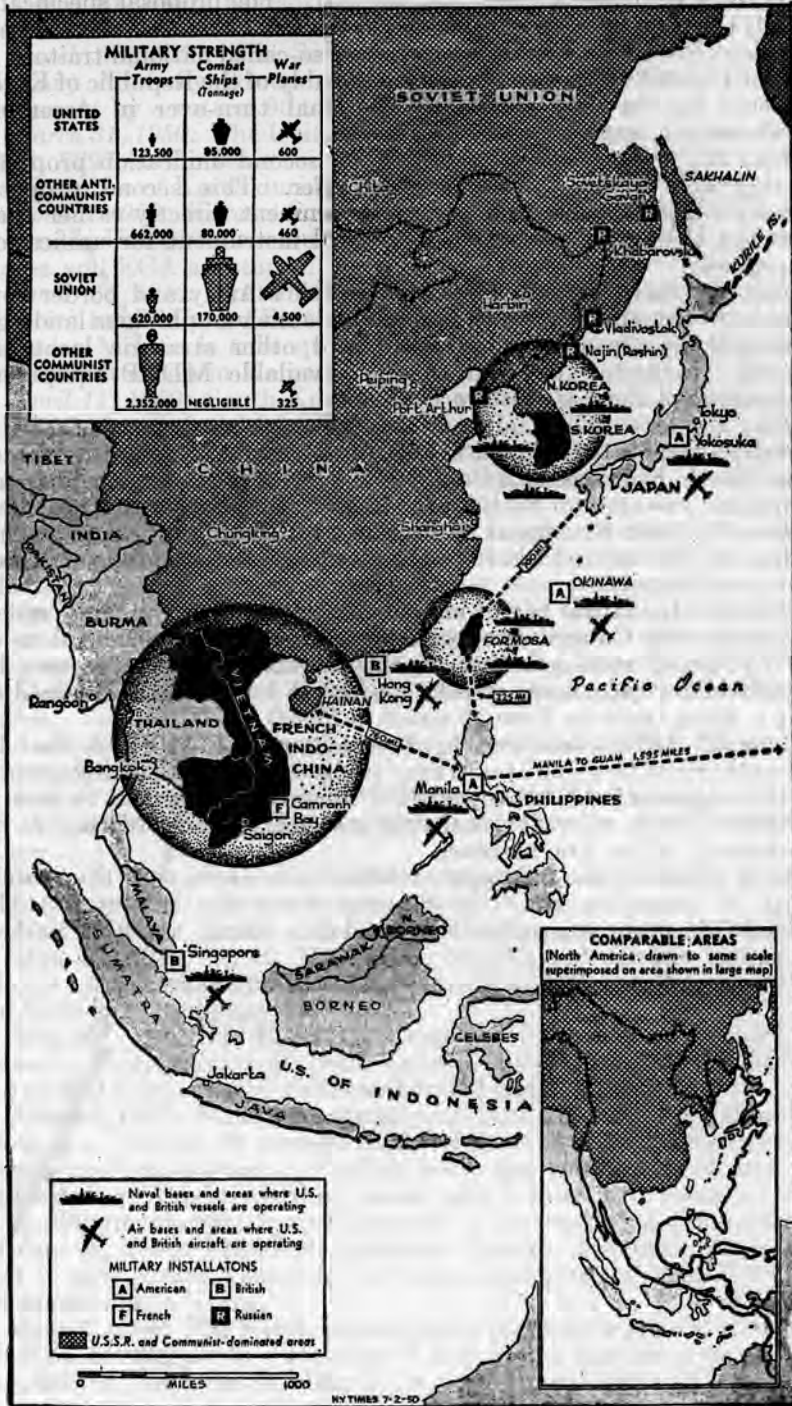 MILITARY STRENGTH
Army Troops
Combat Ships
(Tonnage)
War Planes
UNITED STATES
123,500
85,000
600
OTHER ANTI-COMMUNIST COUNTRIES
662,000
80,000
460
SOVIET UNION
620,000
170,000
4,500
OTHER COMMUNIST COUNTRIES
2,352,000
NEGLIGIBLE
325
SOVIET UNION
Chita
Sovetskaya Gavan
R
SAKHALIN
R
Khabarovsk
KURILE IS.
Harbin
R
Vladivostok
R
Najin (Rashin)
Peiping
R
Port Arthur
N. KOREA
S. KOREA
Tokyo
A
Yokosuka
JAPAN
TIBET
CHINA
Chungking
Shanghai
INDIA
PAKISTAN
BURMA
A
OKINAWA
FORMOSA
B
Hong Kong
225 MI.
Pacific Ocean
Rangoon
VIETNAM
HAINAN
THAILAND
FRENCH INDO-CHINA
Bangkok
F
Camranh Bay
Saigon
MANILA TO GUAM 1,595 MILES
Manila
A
PHILIPPINES
MALAYA
B
Singapore
SUMATRA
N. BORNEO
SARAWAK
BORNEO
CELEBES
Jakarta
U.S. OF INDONESIA
JAVA
COMPARABLE AREAS
(North America, drawn to same scale
superimposed on area shown in large map)
Naval bases and areas where U.S.
and British vessels are operating
Air bases and areas where U.S.
and British aircraft are operating
MILITARY INSTALLATONS
A American
B British
F French
R Russian
U.S.S.R. and Communist-dominated areas
0
MILES
1000
NY TIMES 7-2-50